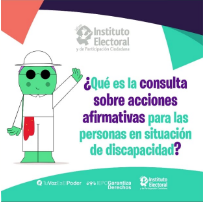 Instituto
Electoral
y de Participación Ciudadana
¿Qué es la consulta
sobre acciones
afirmativas para las
personas en situación
de discapacidad?
Instituto
Electoral